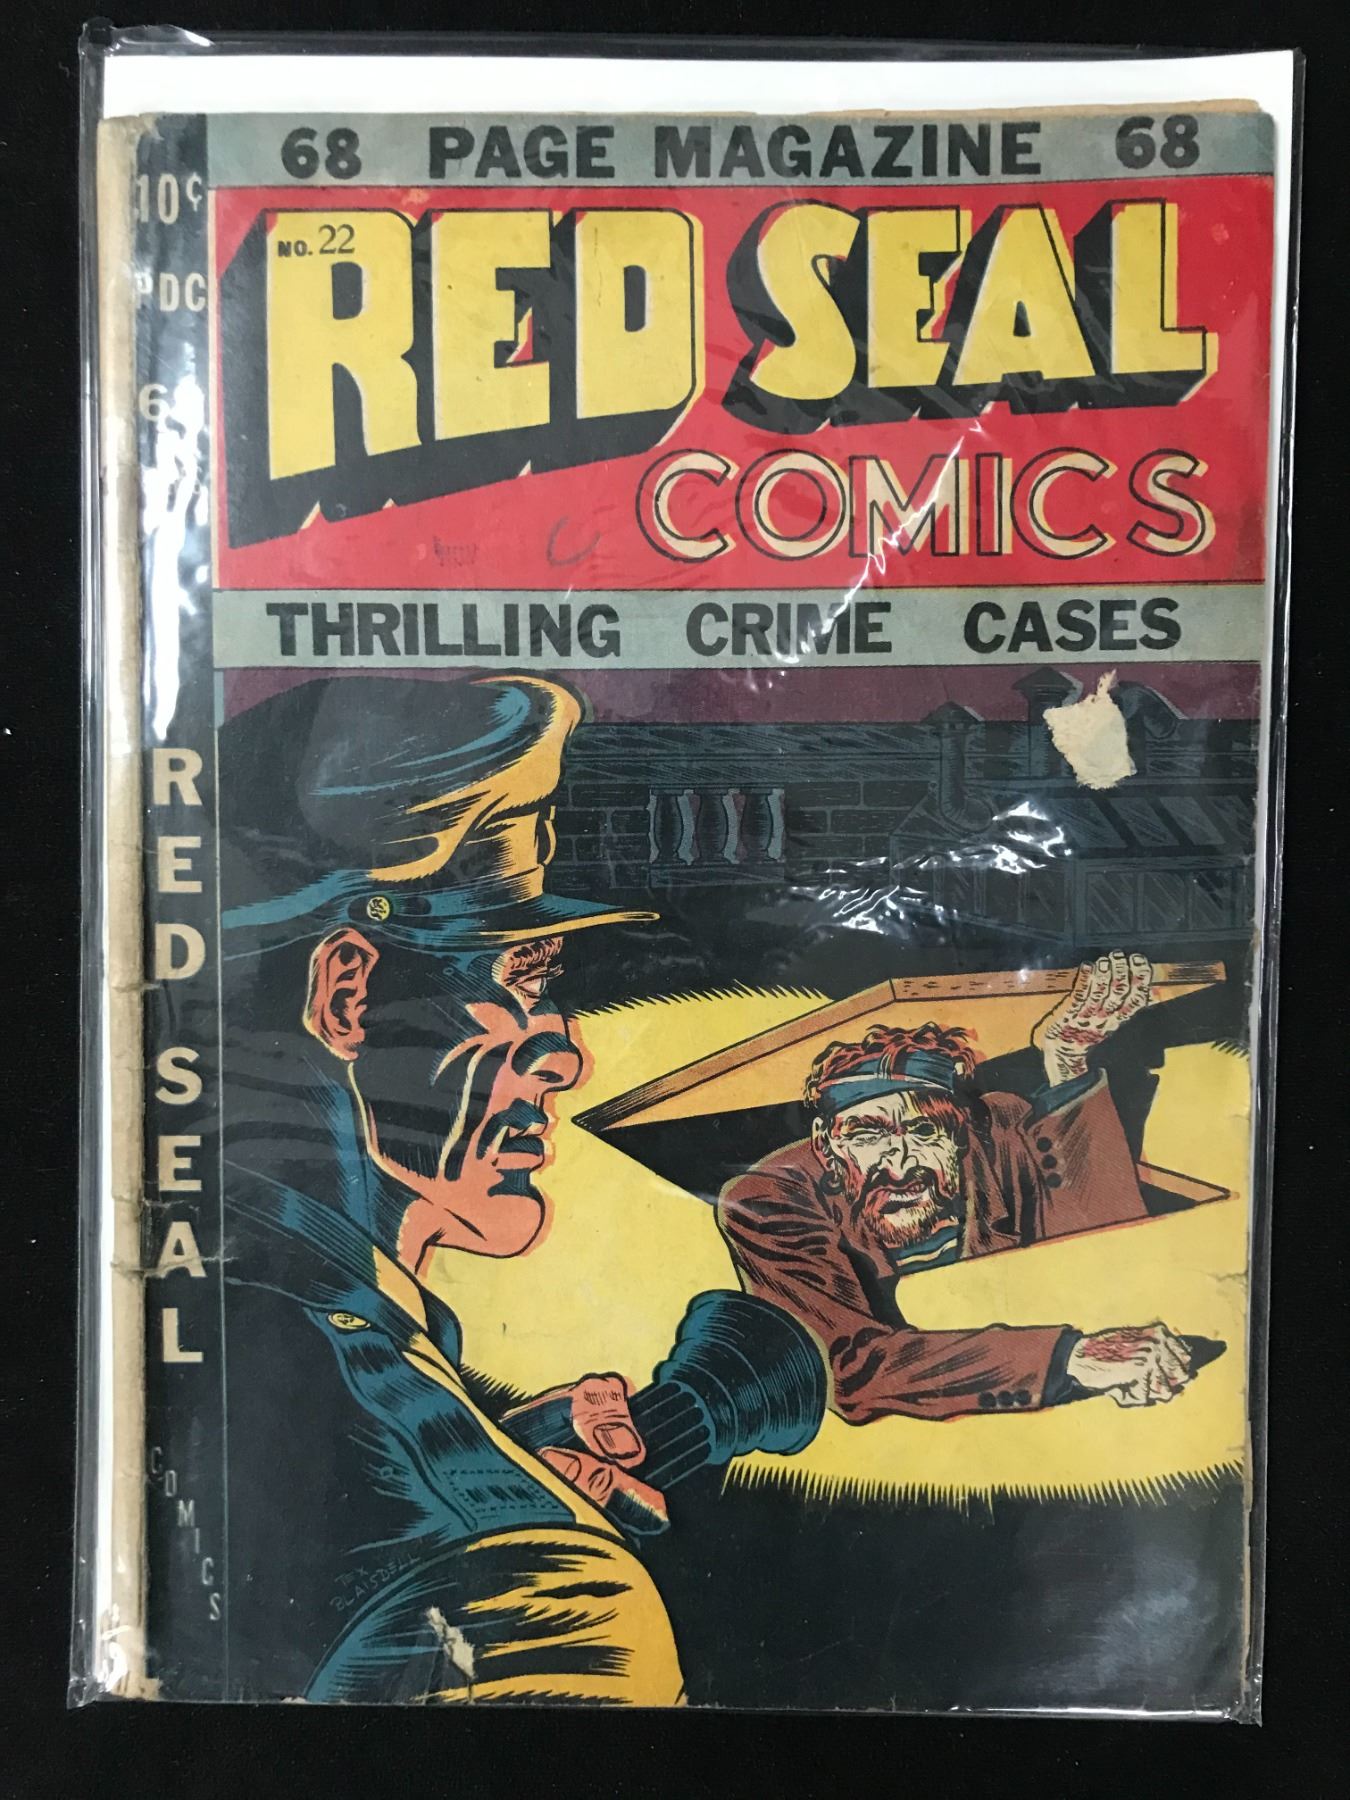 68 PAGE MAGAZINE 68
10¢
PDC
NO. 22
RED SEAL
COMICS
THRILLING CRIME CASES
RED SEAL
COMICS
TEX
BLAISDELL